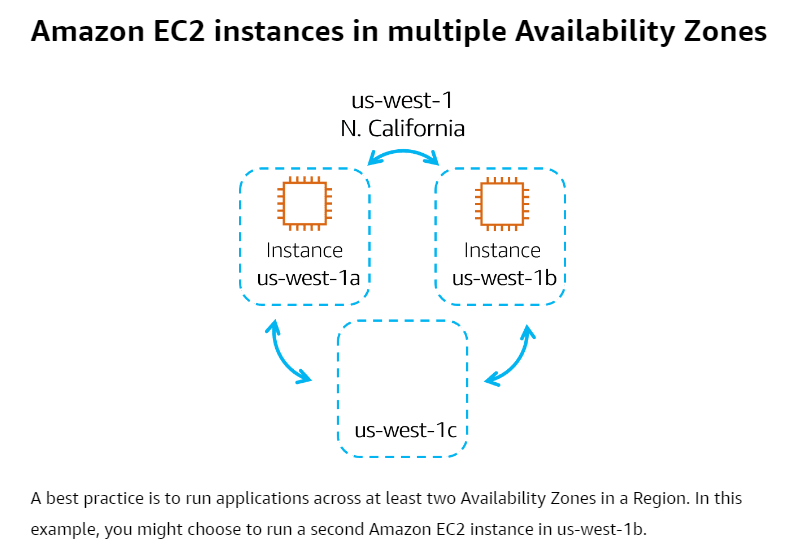 Amazon EC2 instances in multiple Availability Zones
us-west-1
N. California
Instance
us-west-1a
Instance
us-west-1b
us-west-1c
A best practice is to run applications across at least two Availability Zones in a Region. In this
example, you might choose to run a second Amazon EC2 instance in us-west-1b.